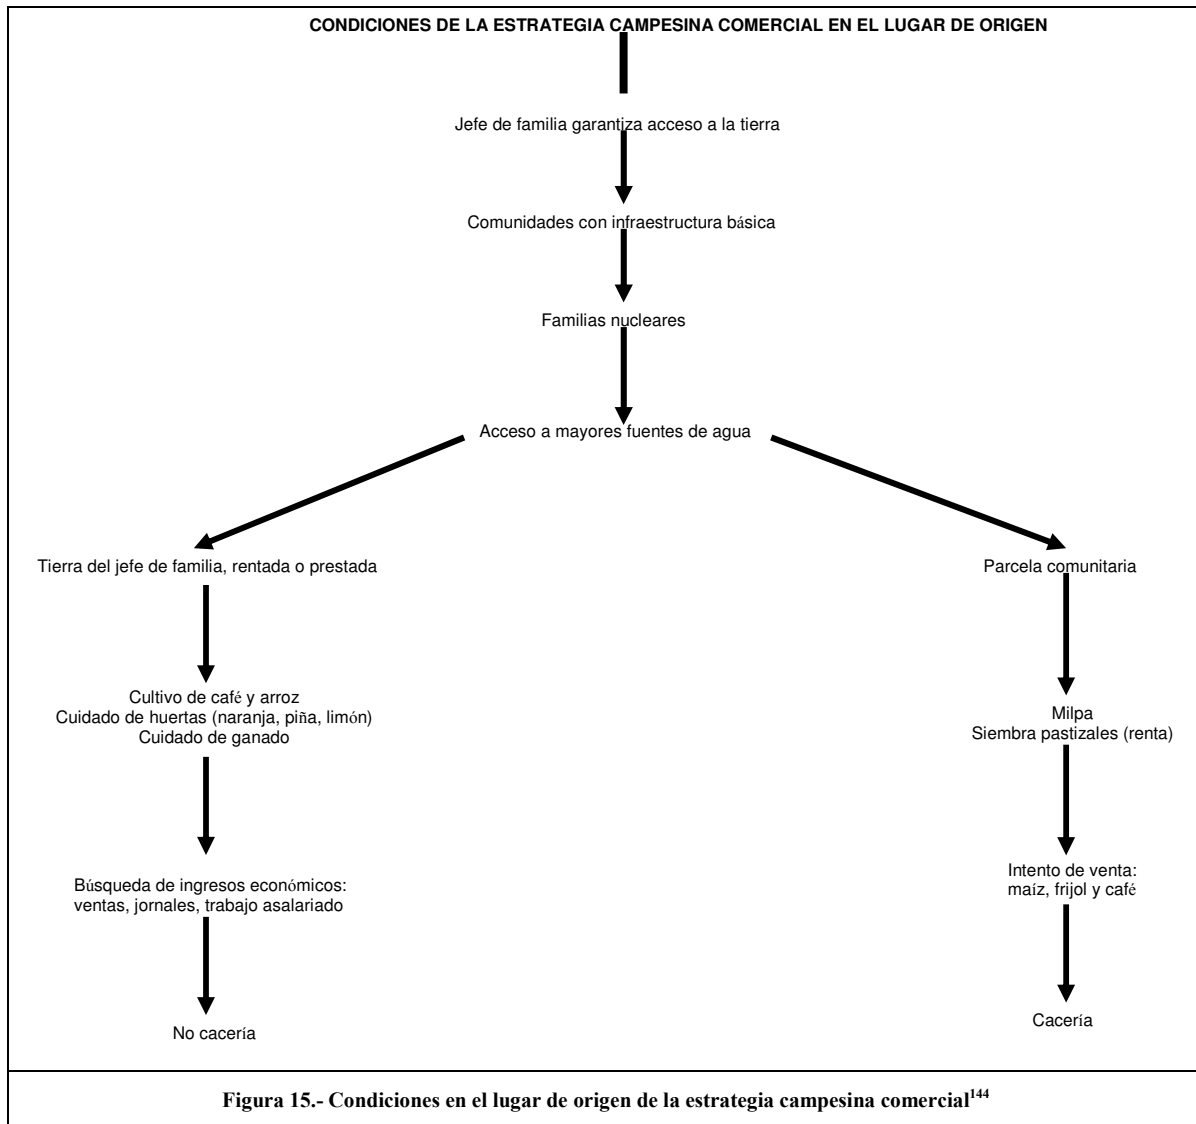 CONDICIONES DE LA ESTRATEGIA CAMPESINA COMERCIAL EN EL LUGAR DE ORIGEN
Jefe de familia garantiza acceso a la tierra
Comunidades con infraestructura básica
Familias nucleares
Acceso a mayores fuentes de agua
Tierra del jefe de familia, rentada o prestada
Cultivo de café y arroz
Cuidado de huertas (naranja, piña, limón)
Cuidado de ganado
Búsqueda de ingresos económicos:
ventas, jornales, trabajo asalariado
No cacería
Parcela comunitaria
Milpa
Siembra pastizales (renta)
Intento de venta:
maíz, frijol y café
Cacería
Figura 15.- Condiciones en el lugar de origen de la estrategia campesina comercial144